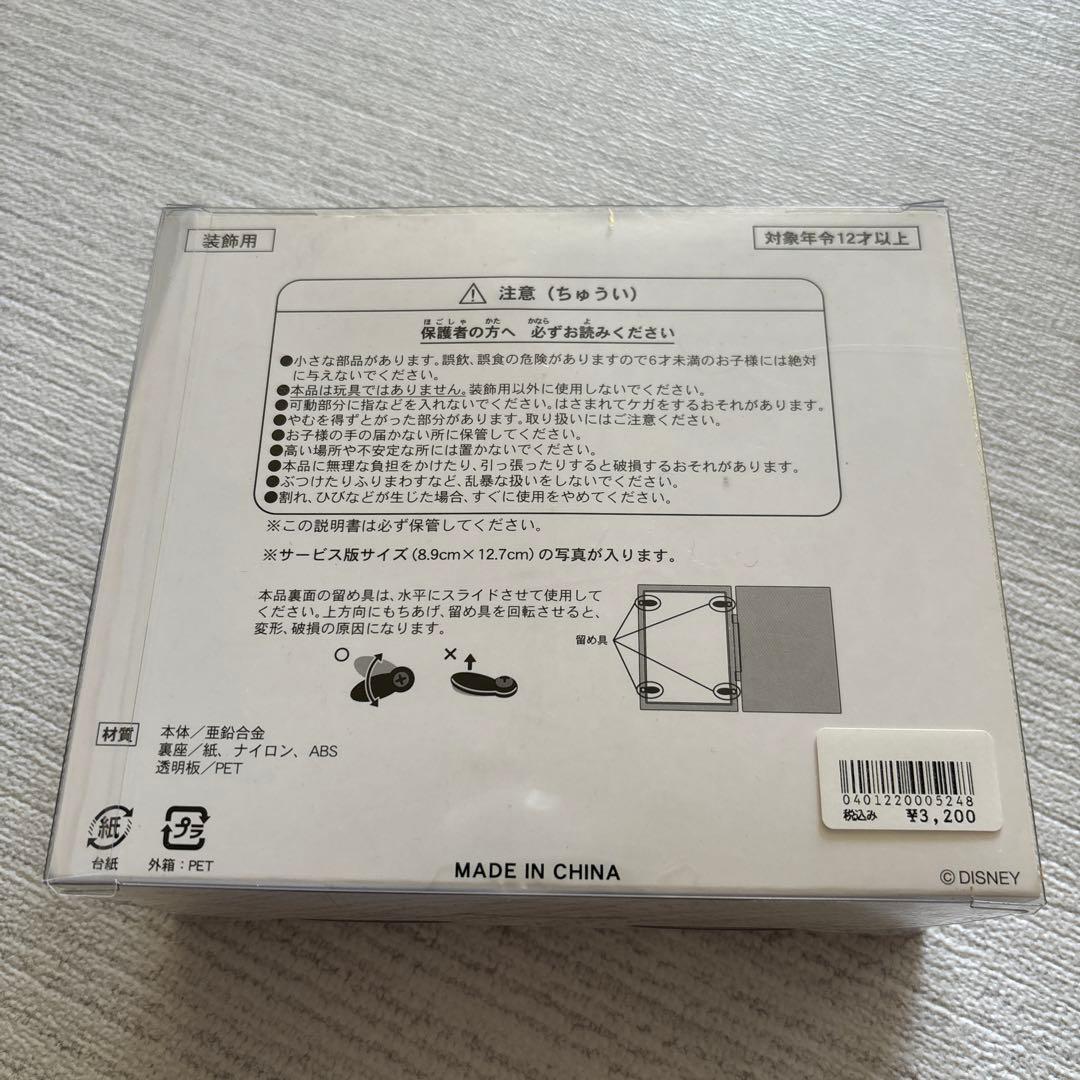 装飾用
対象年令12才以上
注意(ちゅうい)
ほごしゃ かた かなら よ
保護者の方へ 必ずお読みください
●小さな部品があります。誤飲、誤食の危険がありますので6才未満のお子様には絶対
に与えないでください。
●本品は玩具ではありません。装飾用以外に使用しないでください。
●可動部分に指などを入れないでください。はさまれてケガをするおそれがあります。
●やむを得ずとがった部分があります。取り扱いにはご注意ください。
●お子様の手の届かない所に保管してください。
●高い場所や不安定な所には置かないでください。
●本品に無理な負担をかけたり、引っ張ったりすると破損するおそれがあります。
●ぶつけたりふりまわすなど、乱暴な扱いをしないでください。
●割れ、ひびなどが生じた場合、すぐに使用をやめてください。
※この説明書は必ず保管してください。
※サービス版サイズ(8.9cm×12.7cm)の写真が入ります。
本品裏面の留め具は、水平にスライドさせて使用して
ください。上方向にもちあげ、留め具を回転させると、
変形、破損の原因になります。
○ ×
留め具
材質
本体/亜鉛合金
裏座/紙、ナイロン、ABS
透明板/PET
0401220005248
税込み ¥3,200
紙
台紙
プラ
外箱:PET
MADE IN CHINA
©DISNEY